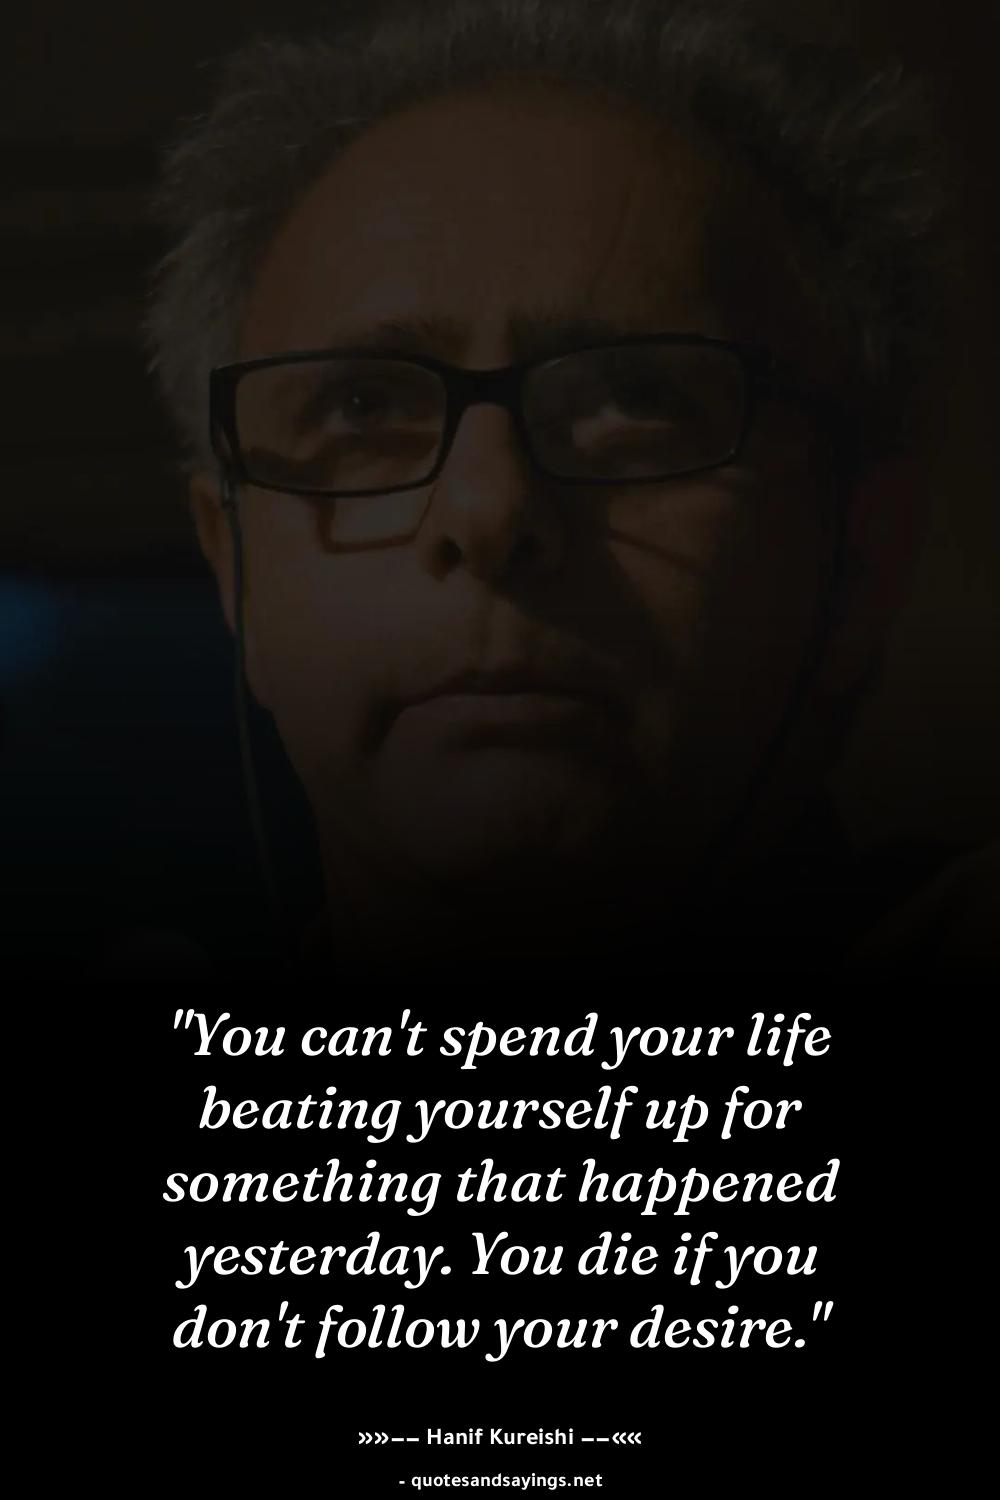 "You can't spend your life
beating yourself up for
something that happened
yesterday. You die if you
don't follow your desire."
»»−− Hanif Kureishi −−««
- quotesandsayings.net